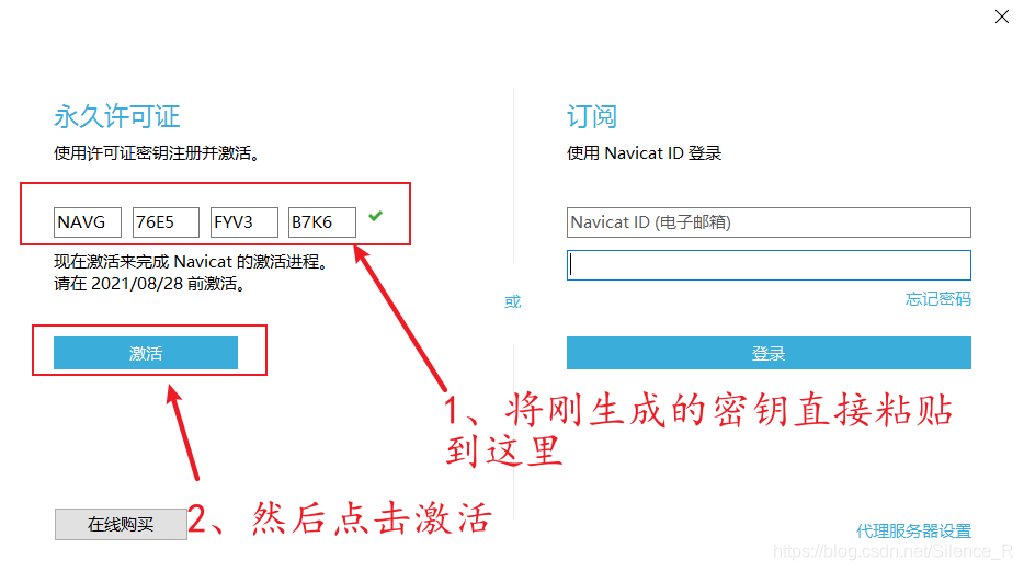 永久许可证
使用许可证密钥注册并激活。
NAVG 76E5 FYV3 B7K6
现在激活来完成 Navicat 的激活进程。
请在 2021/08/28 前激活。
激活
或
订阅
使用 Navicat ID 登录
Navicat ID (电子邮箱)
忘记密码
登录
1、将刚生成的密钥直接粘贴
到这里
2、然后点击激活
在线购买
代理服务器设置
https://blog.csdn.net/Silence_R